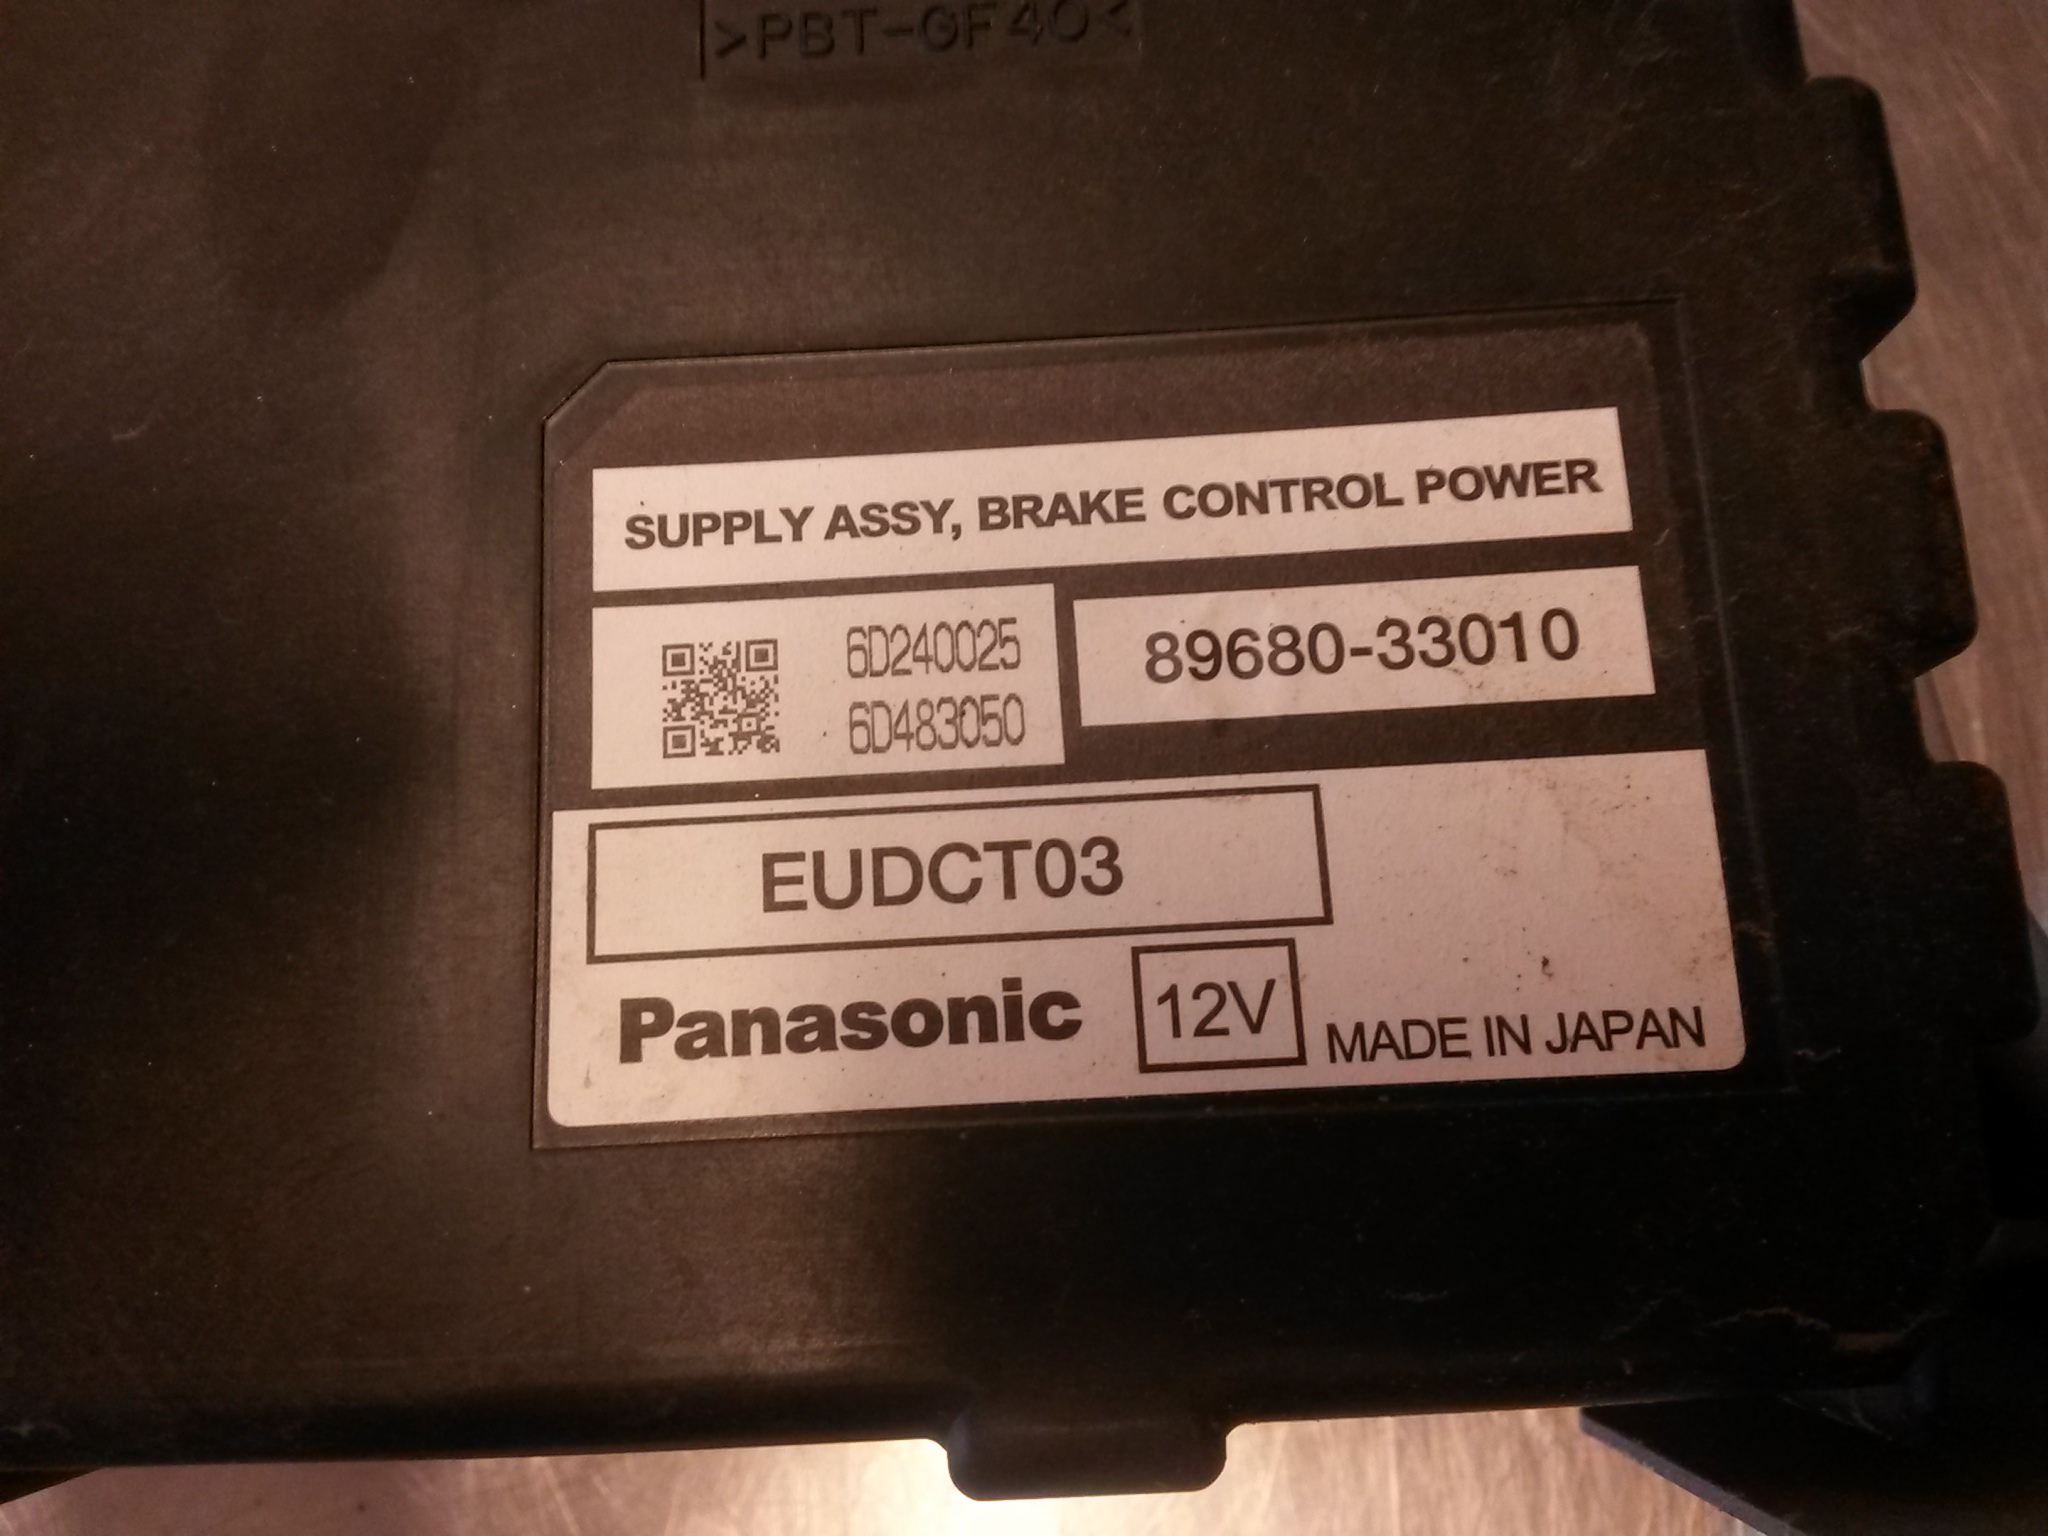 >PBT-GF40<
SUPPLY ASSY, BRAKE CONTROL POWER
6D240025
6D483050
89680-33010
EUDCT03
Panasonic
12V
MADE IN JAPAN